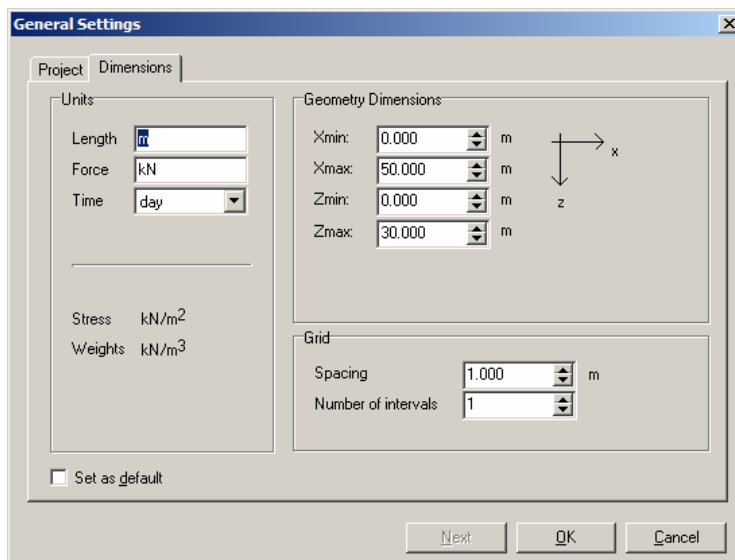 General Settings
Project Dimensions
Units
Length m
Force kN
Time day
Stress kN/m2
Weights kN/m3
Geometry Dimensions
Xmin: 0.000 m
Xmax: 50.000 m
Zmin: 0.000 m
Zmax: 30.000 m
x
z
Grid
Spacing 1.000 m
Number of intervals 1
Set as default
Next OK Cancel